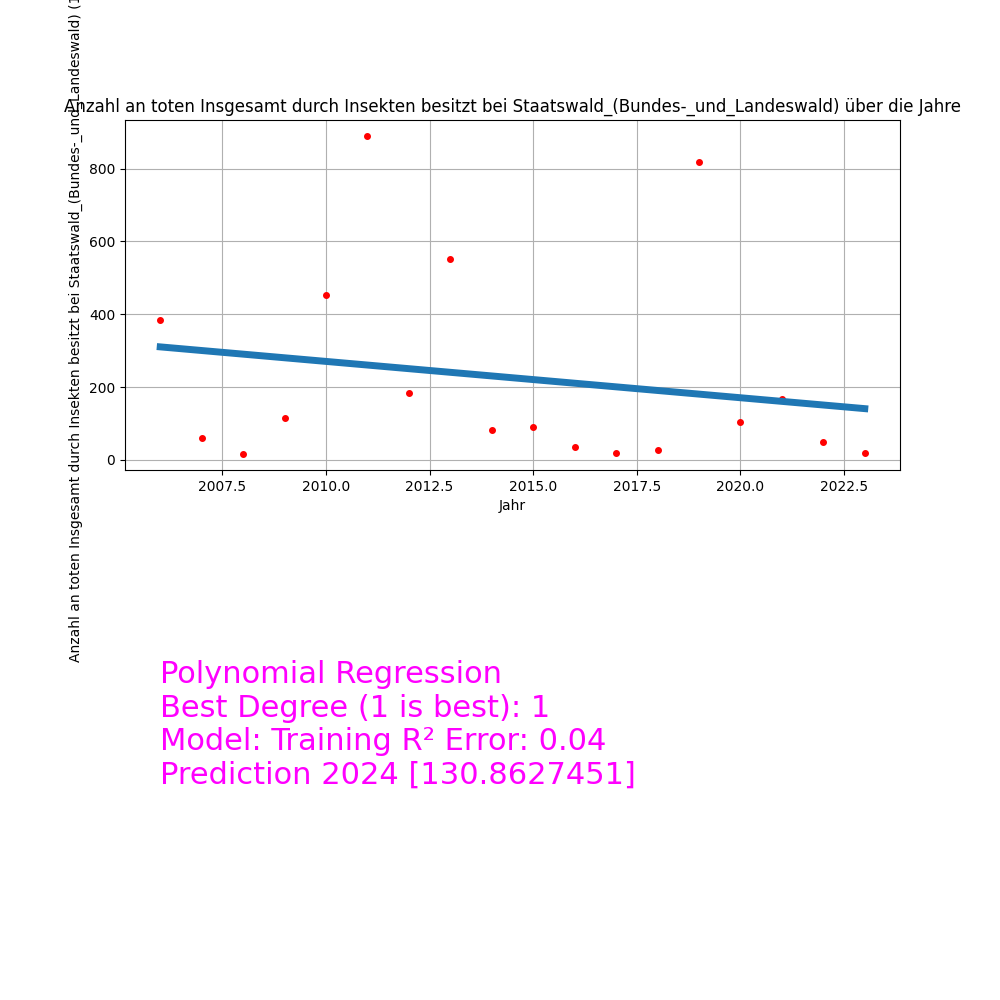 Anzahl an toten Insgesamt durch Insekten besitzt bei Staatswald_(Bundes-_und_Landeswald) über die Jahre
Anzahl an toten Insgesamt durch Insekten besitzt bei Staatswald_(Bundes-_und_Landeswald)
800
600
400
200
0
2007.5 2010.0 2012.5 2015.0 2017.5 2020.0 2022.5
Jahr
Polynomial Regression
Best Degree (1 is best): 1
Model: Training R² Error: 0.04
Prediction 2024 [130.8627451]